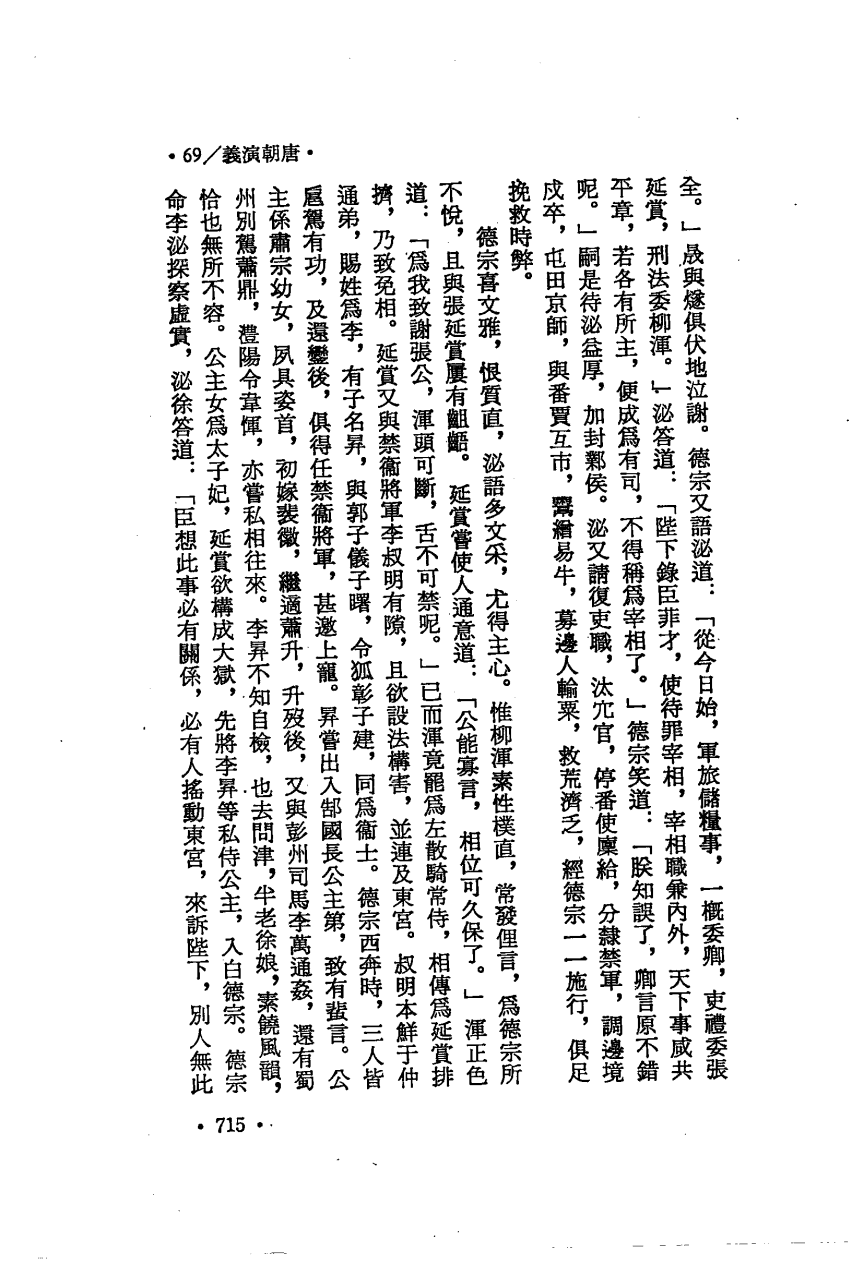 •69/義演朝唐•
全。」晟與燧俱伏地泣謝。德宗又語泌道：「從今日始，軍旅儲糧事，一概委卿，吏禮委張
延賞，刑法委柳渾。」泌答道：「陛下錄臣菲才，使待罪宰相，宰相職兼內外，天下事咸共
平章，若各有所主，便成爲有司，不得稱爲宰相了。」德宗笑道：「朕知誤了，卿言原不錯
呢。」嗣是待泌益厚，加封鄴侯。泌又請復吏職，汰冗官，停番使廩給，分隸禁軍，調邊境
戍卒，屯田京師，與番賈互市，鬻繒易牛，募邊人輸粟，救荒濟乏，經德宗一一施行，俱足
挽救時弊。
德宗喜文雅，恨質直，泌語多文采，尤得主心。惟柳渾素性樸直，常發俚言，爲德宗所
不悅，且與張延賞屢有齟齬。延賞嘗使人通意道：「公能寡言，相位可久保了。」渾正色
道：「爲我致謝張公，渾頭可斷，舌不可禁呢。」已而渾竟罷爲左散騎常侍，相傳爲延賞排
擠，乃致免相。延賞又與禁衞將軍李叔明有隙，且欲設法構害，並連及東宮。叔明本鮮于仲
通弟，賜姓爲李，有子名昇，與郭子儀子曙，令狐彰子建，同爲衞士。德宗西奔時，三人皆
扈駕有功，及還鑾後，俱得任禁衞將軍，甚邀上寵。昇嘗出入郜國長公主第，致有蜚言。公
主係肅宗幼女，夙具姿首，初嫁裴徽，繼適蕭升，升歿後，又與彭州司馬李萬通姦，還有蜀
州別駕蕭鼎，澧陽令韋惲，亦嘗私相往來。李昇不知自檢，也去問津，半老徐娘，素饒風韻，
恰也無所不容。公主女爲太子妃，延賞欲構成大獄，先將李昇等私侍公主，入白德宗。德宗
命李泌探察虛實，泌徐答道：「臣想此事必有關係，必有人搖動東宮，來訴陛下，別人無此
•715•